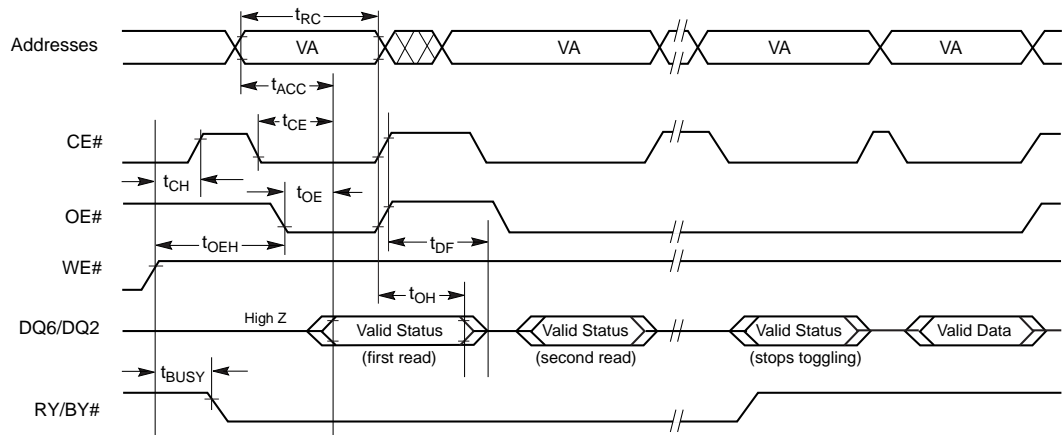 tRC
Addresses VA VA VA VA
tACC
tCE
CE#
tCH
tOE
OE#
tOEH tDF
WE#
tOH
High Z
DQ6/DQ2 Valid Status Valid Status Valid Status Valid Data
(first read) (second read) (stops toggling)
tBUSY
RY/BY#